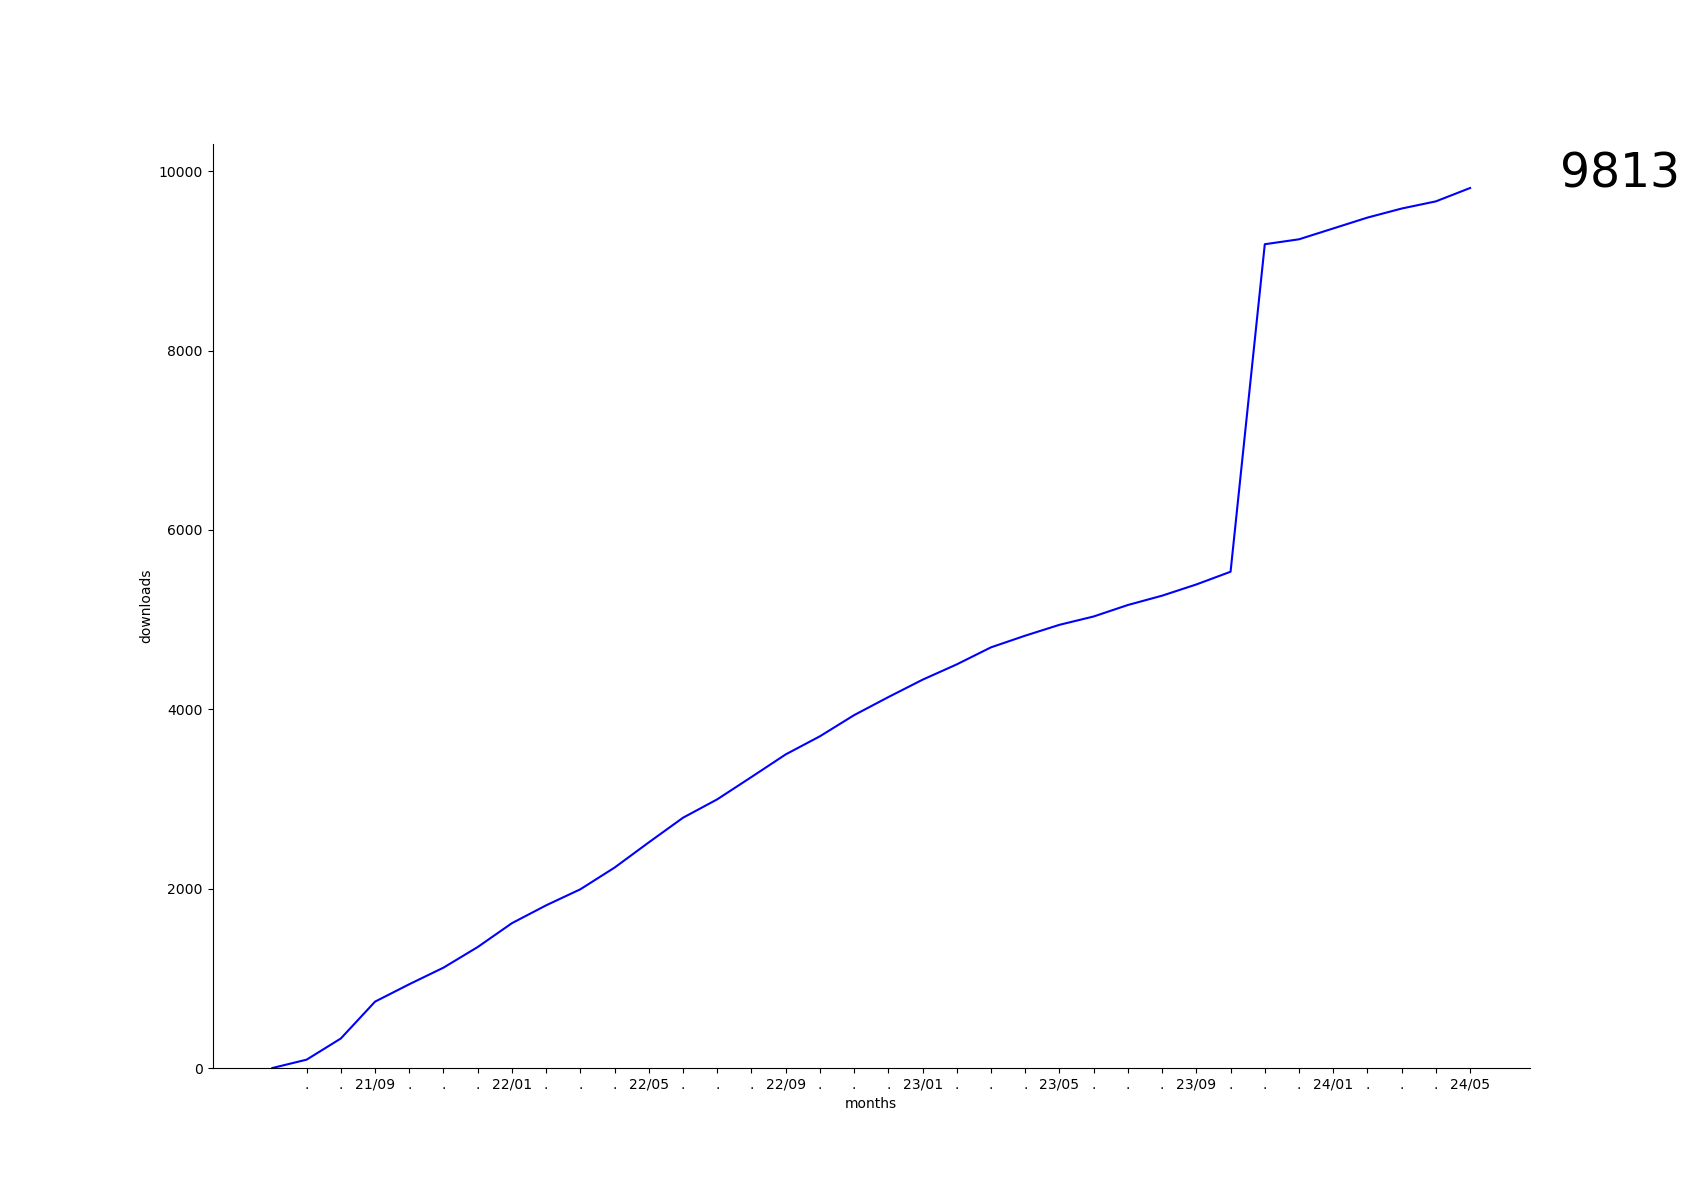 9813
10000
8000
6000
4000
2000
0
downloads
. . 21/09 . . . 22/01 . . . 22/05 . . . 22/09 . . . 23/01 . . . 23/05 . . . 23/09 . . . 24/01 . . . 24/05
months